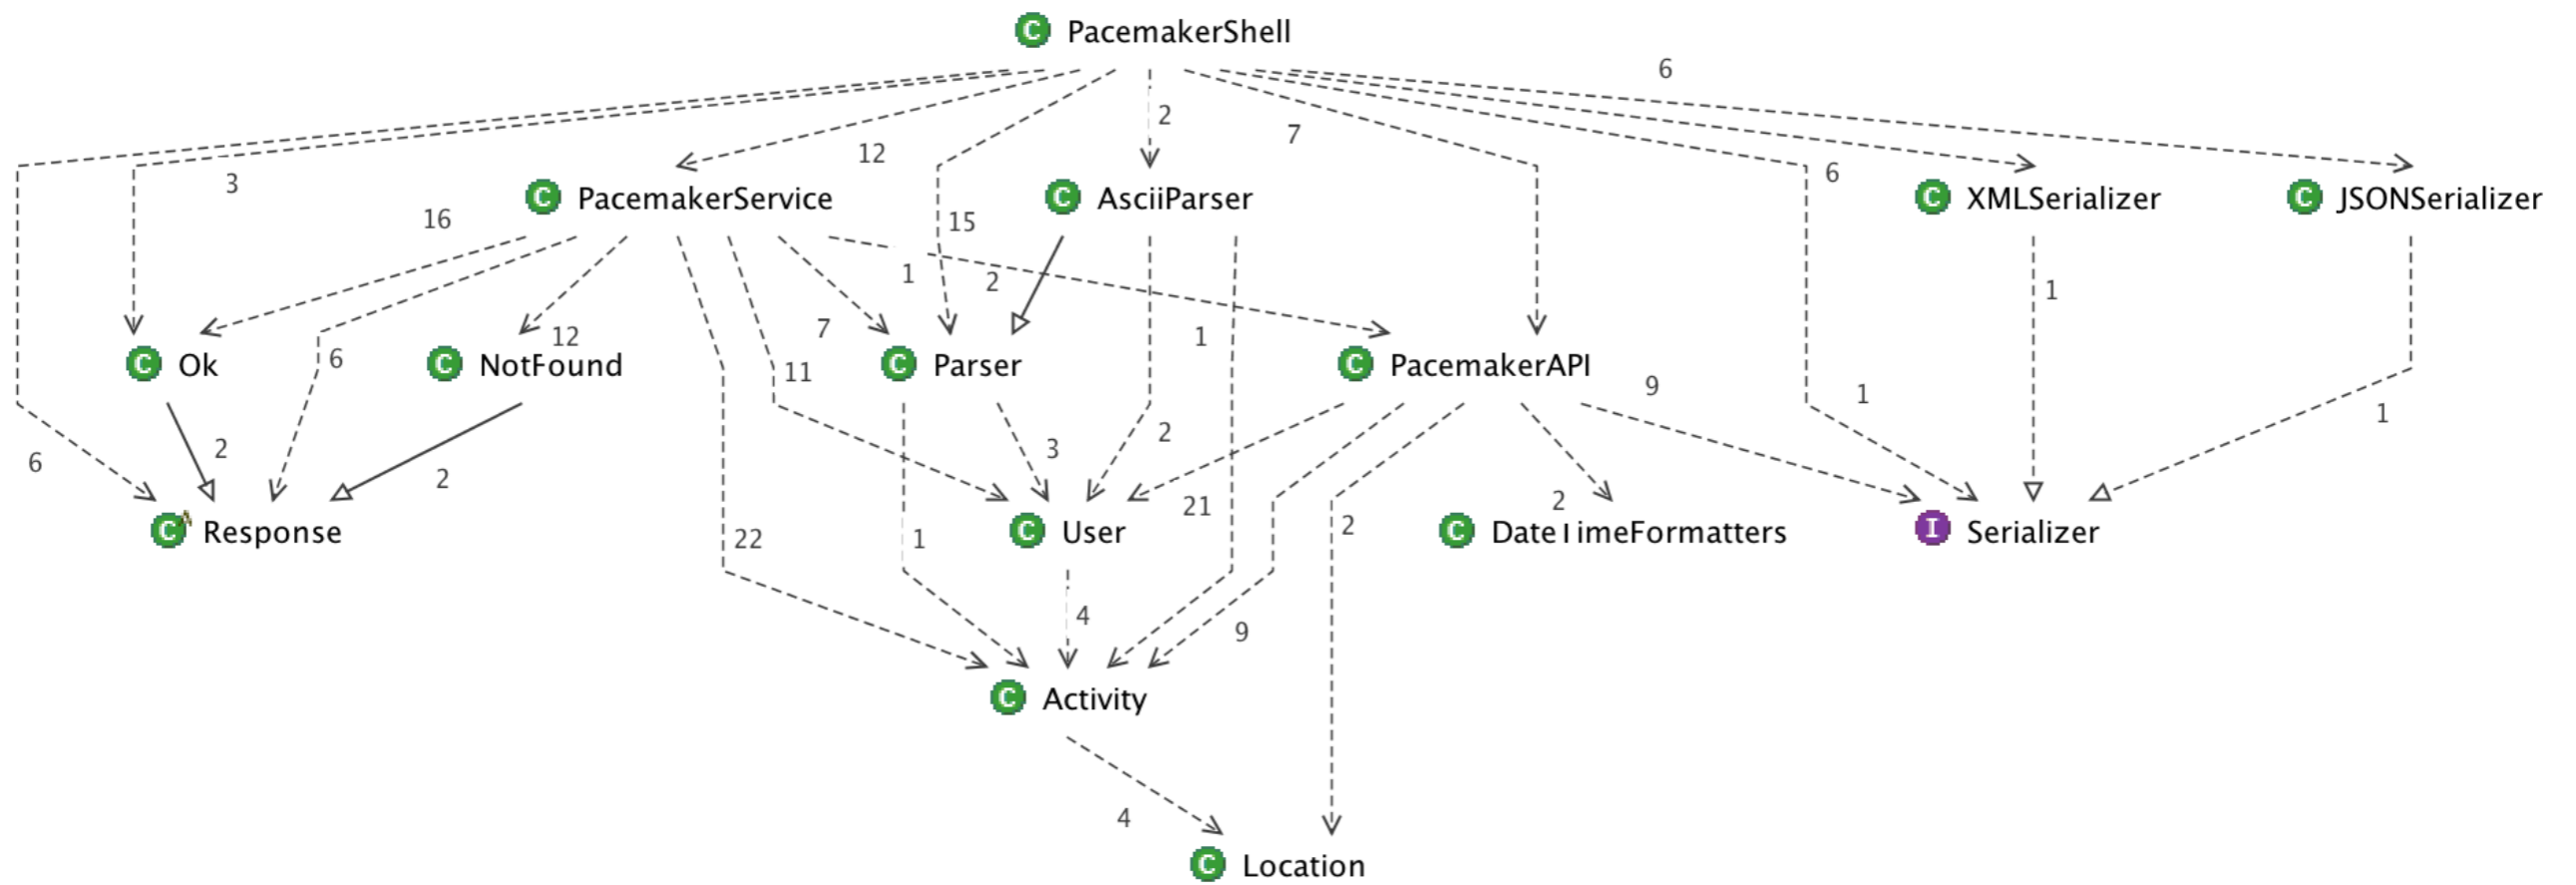 C PacemakerShell
6
2
7
12
3
6
C PacemakerService
C AsciiParser
C XMLSerializer
C JSONSerializer
16
15
1
2
1
12
7
1
6
C Ok
C NotFound
11
C Parser
C PacemakerAPI
9
1
1
6
2
2
3
2
21
2
2
C Response
22
1
C User
C DateTimeFormatters
I Serializer
4
9
C Activity
4
C Location